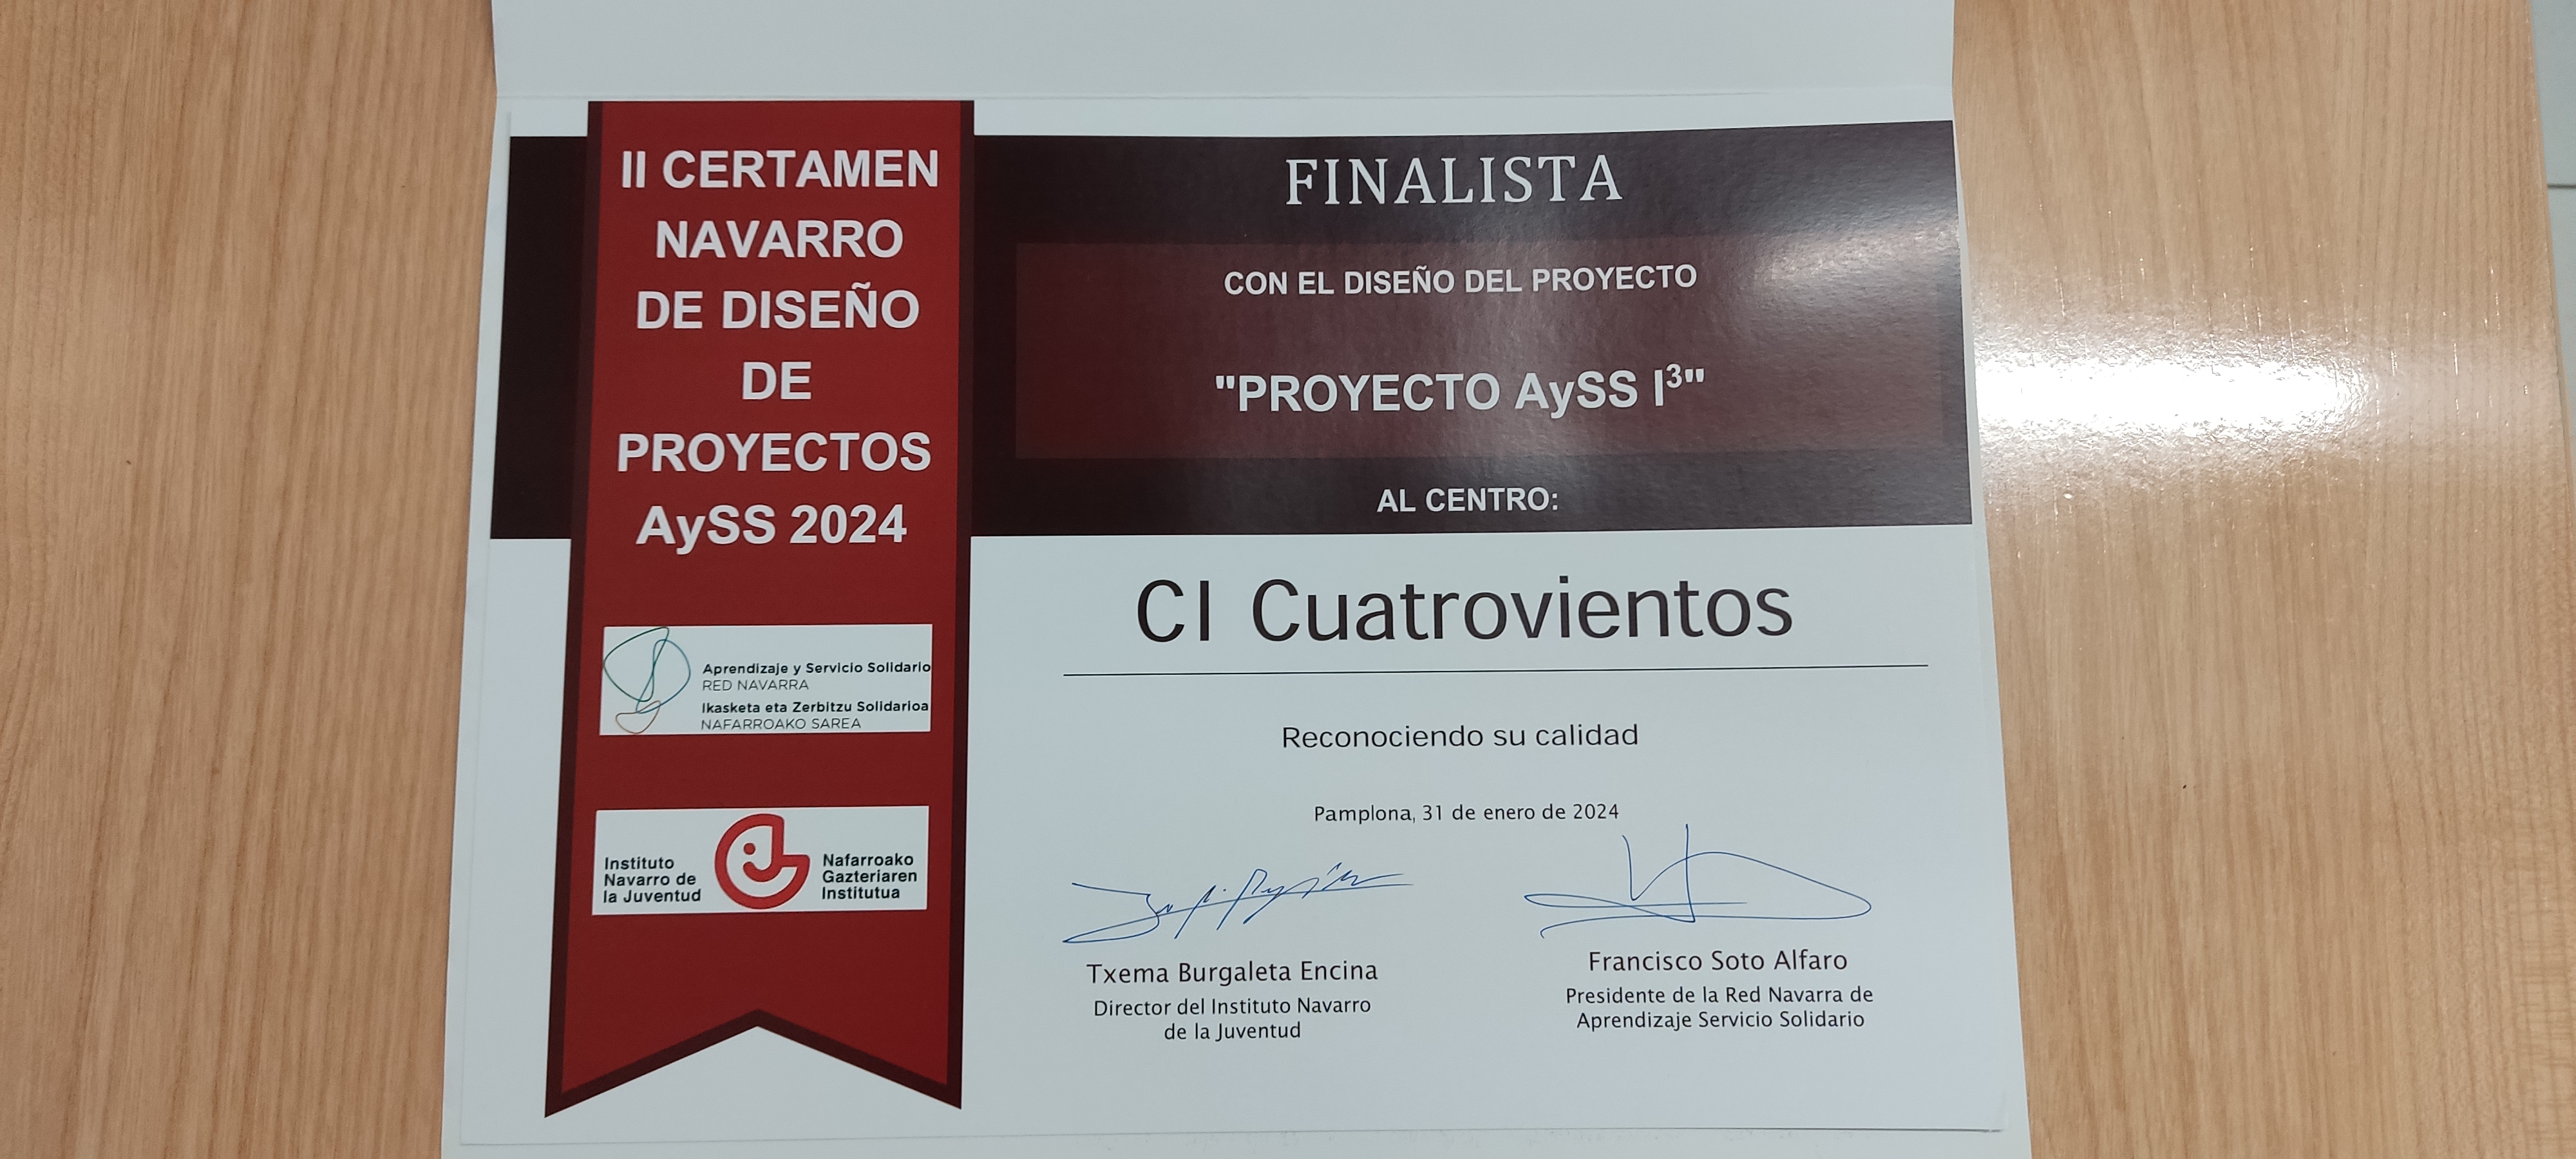 II CERTAMEN
NAVARRO
DE DISEÑO
DE
PROYECTOS
AySS 2024
Aprendizaje y Servicio Solidario
RED NAVARRA
Ikasketa eta Zerbitzu Solidarioa
NAFARROAKO SAREA
Instituto
Navarro de
la Juventud
Nafarroako
Gazteriaren
Institutua
FINALISTA
CON EL DISEÑO DEL PROYECTO
"PROYECTO AySS I³"
AL CENTRO:
CI Cuatrovientos
Reconociendo su calidad
Pamplona, 31 de enero de 2024
Txema Burgaleta Encina
Director del Instituto Navarro
de la Juventud
Francisco Soto Alfaro
Presidente de la Red Navarra de
Aprendizaje Servicio Solidario